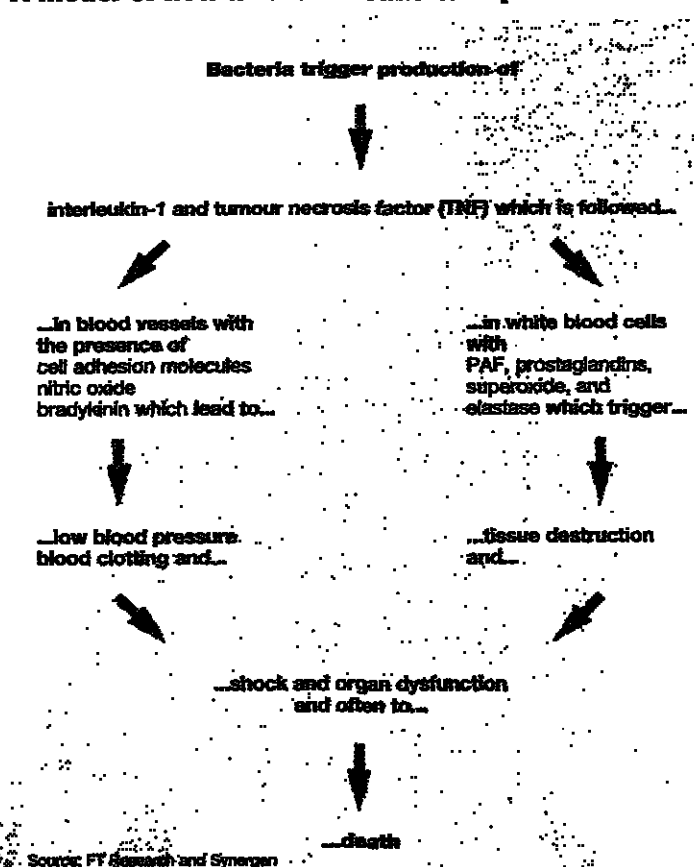 Bacteria trigger production of
interleukin-1 and tumour necrosis factor (TNF) which is followed...
...in blood vessels with
the presence of
cell adhesion molecules
nitric oxide
bradykinin which lead to...
...in white blood cells
with
PAF, prostaglandins,
superoxide, and
elastase which trigger...
...low blood pressure
blood clotting and...
...tissue destruction
and...
...shock and organ dysfunction
and often to...
...death
Source: FT Research and Synergen